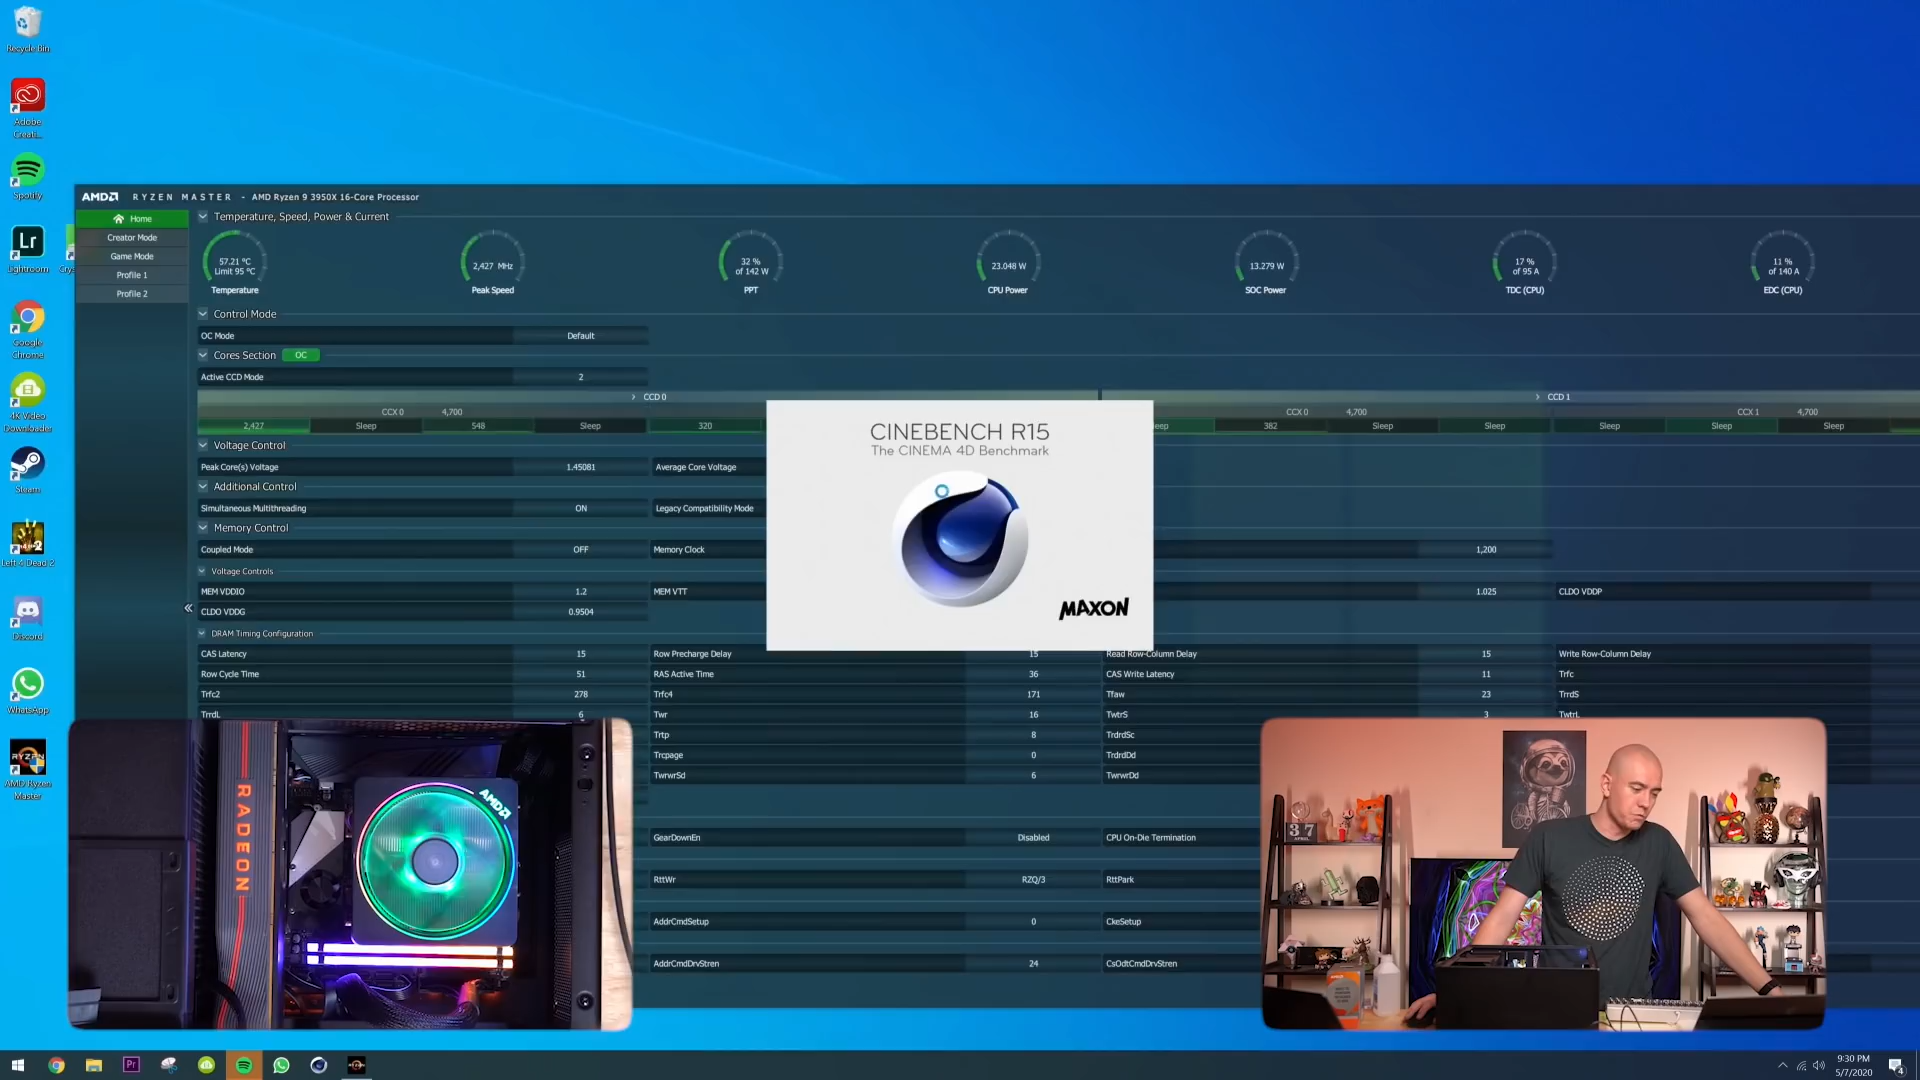 Recycle Bin
Adobe
Creati...
Spotify
Lr
Lightroom
Google
Chrome
4K Video
Downloader
Steam
Left 4 Dead 2
Discord
WhatsApp
RYZEN
AMD Ryzen
Master
AMD RYZEN MASTER - AMD Ryzen 9 3950X 16-Core Processor
Home
Creator Mode
Game Mode
Profile 1
Profile 2
Temperature, Speed, Power & Current
57.21 °C
Limit 95 °C
Temperature
2,427 MHz
Peak Speed
32 %
of 142 W
PPT
23.048 W
CPU Power
13.279 W
SOC Power
17 %
of 95 A
TDC (CPU)
11 %
of 140 A
EDC (CPU)
Control Mode
OC Mode Default
Cores Section OC
Active CCD Mode 2
CCD 0 CCD 1
CCX 0 4,700 CCX 0 4,700 CCX 1 4,700
2,427 Sleep 548 Sleep 320 eep 382 Sleep Sleep Sleep Sleep Sleep
Voltage Control
Peak Core(s) Voltage 1.45081 Average Core Voltage
Additional Control
Simultaneous Multithreading ON Legacy Compatibility Mode
Memory Control
Coupled Mode OFF Memory Clock 1,200
Voltage Controls
MEM VDDIO 1.2 MEM VTT 1.025 CLDO VDDP
CLDO VDDG 0.9504
DRAM Timing Configuration
CAS Latency 15 Row Precharge Delay 15 Read Row-Column Delay 15 Write Row-Column Delay
Row Cycle Time 51 RAS Active Time 36 CAS Write Latency 11 Trfc
Trfc2 278 Trfc4 171 Tfaw 23 TrrdS
TrrdL 6 Twr 16 TwtrS 3 TwtrL
Trtp 8 TrdrdSc
Trcpage 0 TrdrdDd
TwrwrSd 6 TwrwrDd
GearDownEn Disabled CPU On-Die Termination
RttWr RZQ/3 RttPark
AddrCmdSetup 0 CkeSetup
AddrCmdDrvStren 24 CsOdtCmdDrvStren
CINEBENCH R15
The CINEMA 4D Benchmark
MAXON
RADEON
AMD
37
APRIL
Pr
9:30 PM
5/7/2020
4